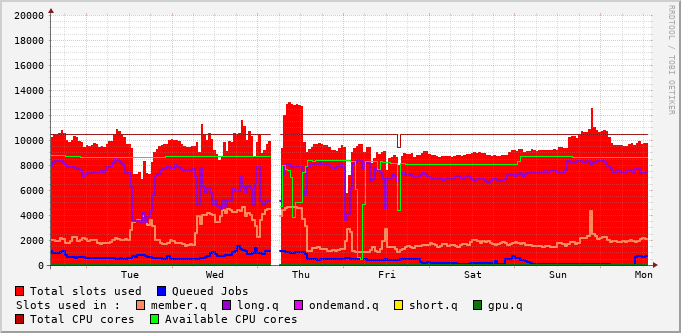 20000
18000
16000
14000
12000
10000
8000
6000
4000
2000
0
Tue Wed Thu Fri Sat Sun Mon
RRDTOOL / TOBI OETIKER
Total slots used Queued Jobs
Slots used in : member.q long.q ondemand.q short.q gpu.q
Total CPU cores Available CPU cores